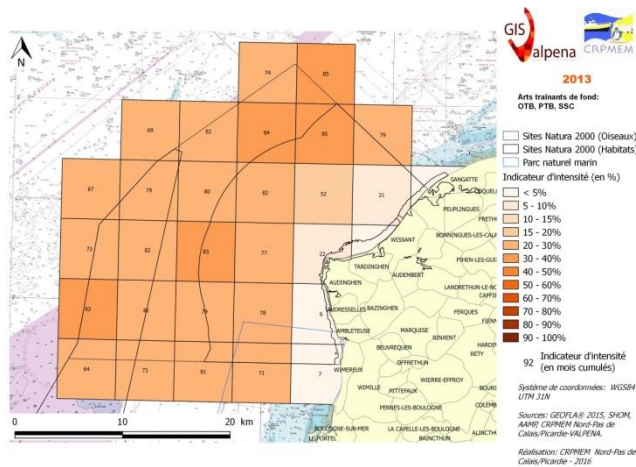 N
GIS
Valpena
CRPMEM
2013
Arts trainants de fond:
OTB, PTB, SSC
Sites Natura 2000 (Oiseaux)
Sites Natura 2000 (Habitats)
Parc naturel marin
Indicateur d'intensité (en %)
< 5%
5 - 10%
10 - 15%
15 - 20%
20 - 30%
30 - 40%
40 - 50%
50 - 60%
60 - 70%
70 - 80%
80 - 90%
90 - 100%
92 Indicateur d'intensité
(en mois cumulés)
Système de coordonnées: WGS84
UTM 31N
Sources: GEOFLA® 2015, SHOM,
AAMP, CRPMEM Nord-Pas de
Calais/Picardie-VALPENA.
Réalisation: CRPMEM Nord-Pas de
Calais/Picardie - 2016
74 85
69 82 84 85 79
67 79 80 82 52 21
73 83 77 22
79 78
64 73 81 71 7
SANGATTE
PEUPLINGUES
WISSANT
TARDINGHEN
AUDINGHEN
AUDEMBERT
BAZINGHEN
FERQUES
AMBLETEUSE
MARQUISE
RINXENT
BEUVREQUEN
RETY
OFFRETHUN
WIMEREUX
WIERRE-EFFROY
WIMILLE
PITTEFAUX
PERNES-LES-BOULOGNE
BOULOGNE-SUR-MER
LA CAPELLE-LES-BOULOGNE
LE PORTEL
BAINCTHUN
0 10 20
km